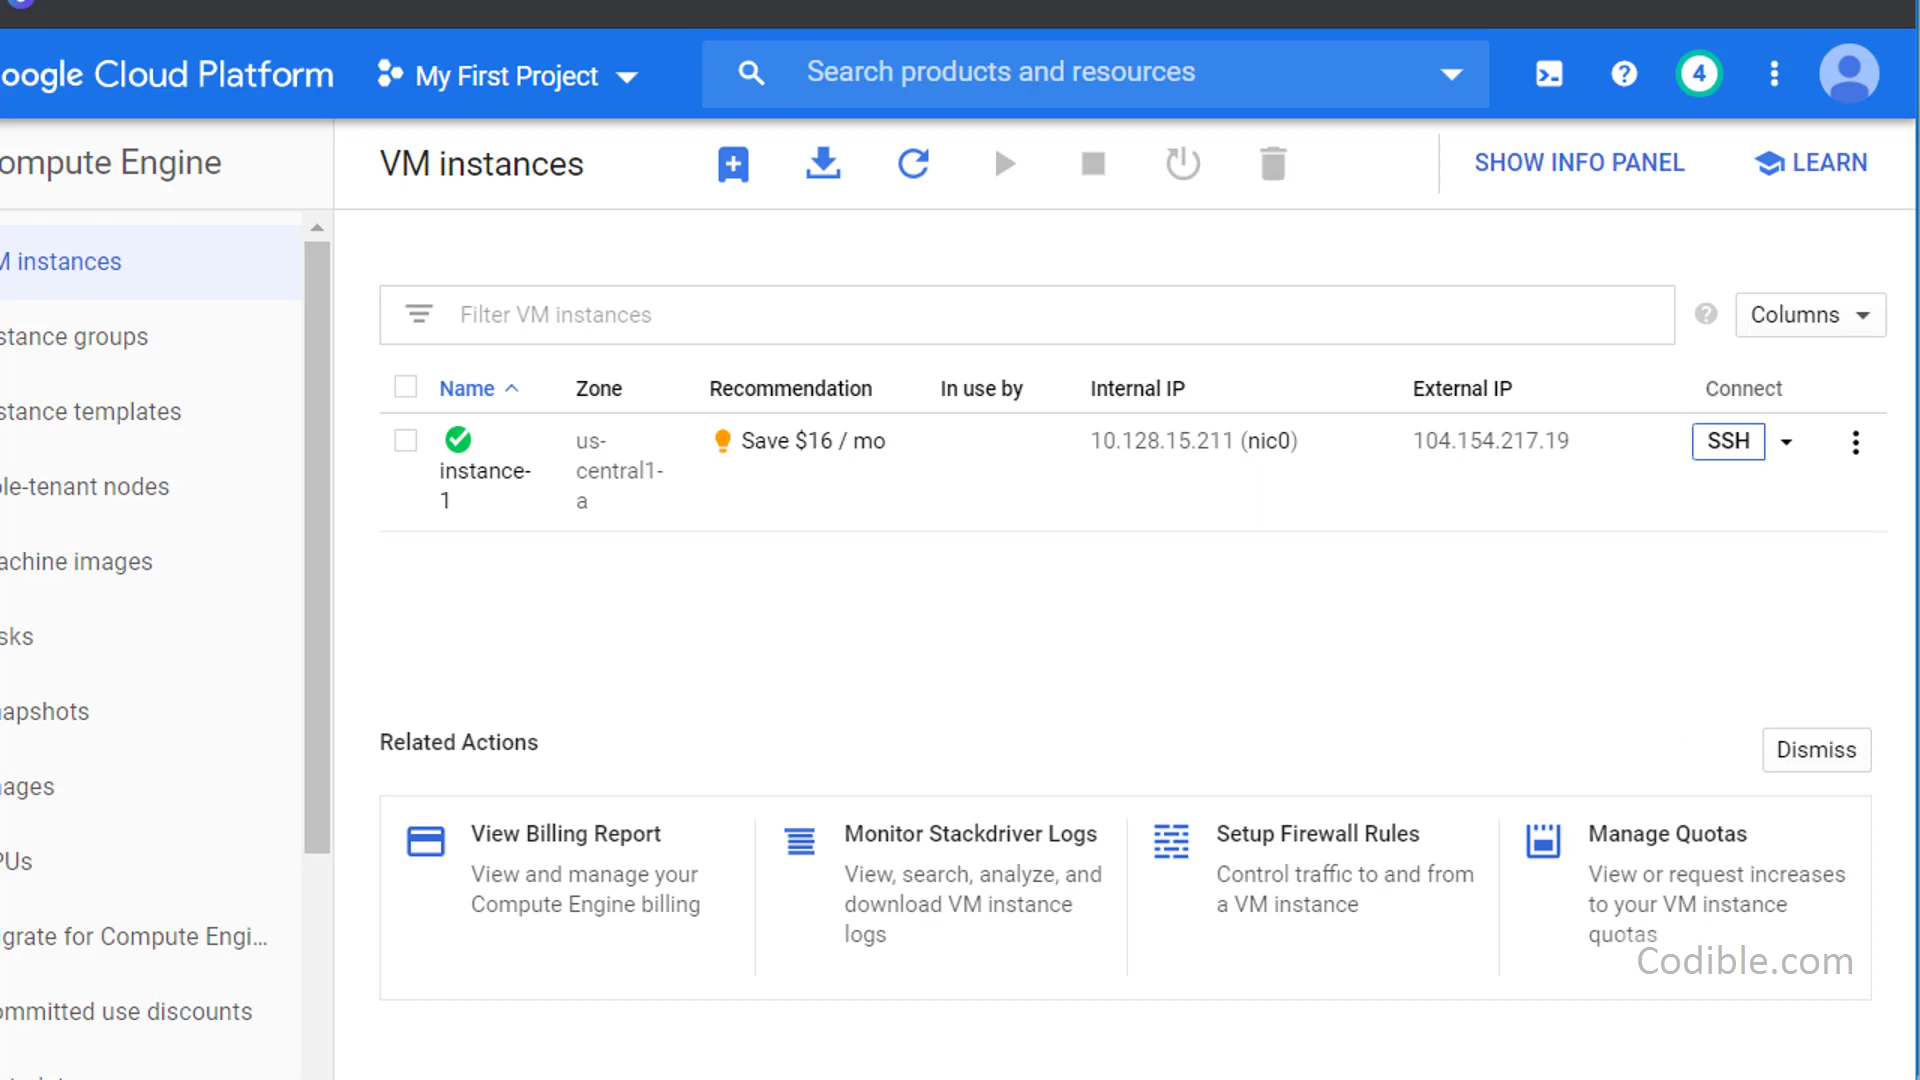 oogle Cloud Platform
My First Project
Search products and resources
4
ompute Engine
VM instances
SHOW INFO PANEL
LEARN
M instances
stance groups
stance templates
ole-tenant nodes
achine images
sks
napshots
nages
PUs
igrate for Compute Engi...
ommitted use discounts
Filter VM instances
Columns
Name
Zone
Recommendation
In use by
Internal IP
External IP
Connect
instance-
1
us-
central1-
a
Save $16 / mo
10.128.15.211 (nic0)
104.154.217.19
SSH
Related Actions
Dismiss
View Billing Report
View and manage your
Compute Engine billing
Monitor Stackdriver Logs
View, search, analyze, and
download VM instance
logs
Setup Firewall Rules
Control traffic to and from
a VM instance
Manage Quotas
View or request increases
to your VM instance
quotas
Codible.com